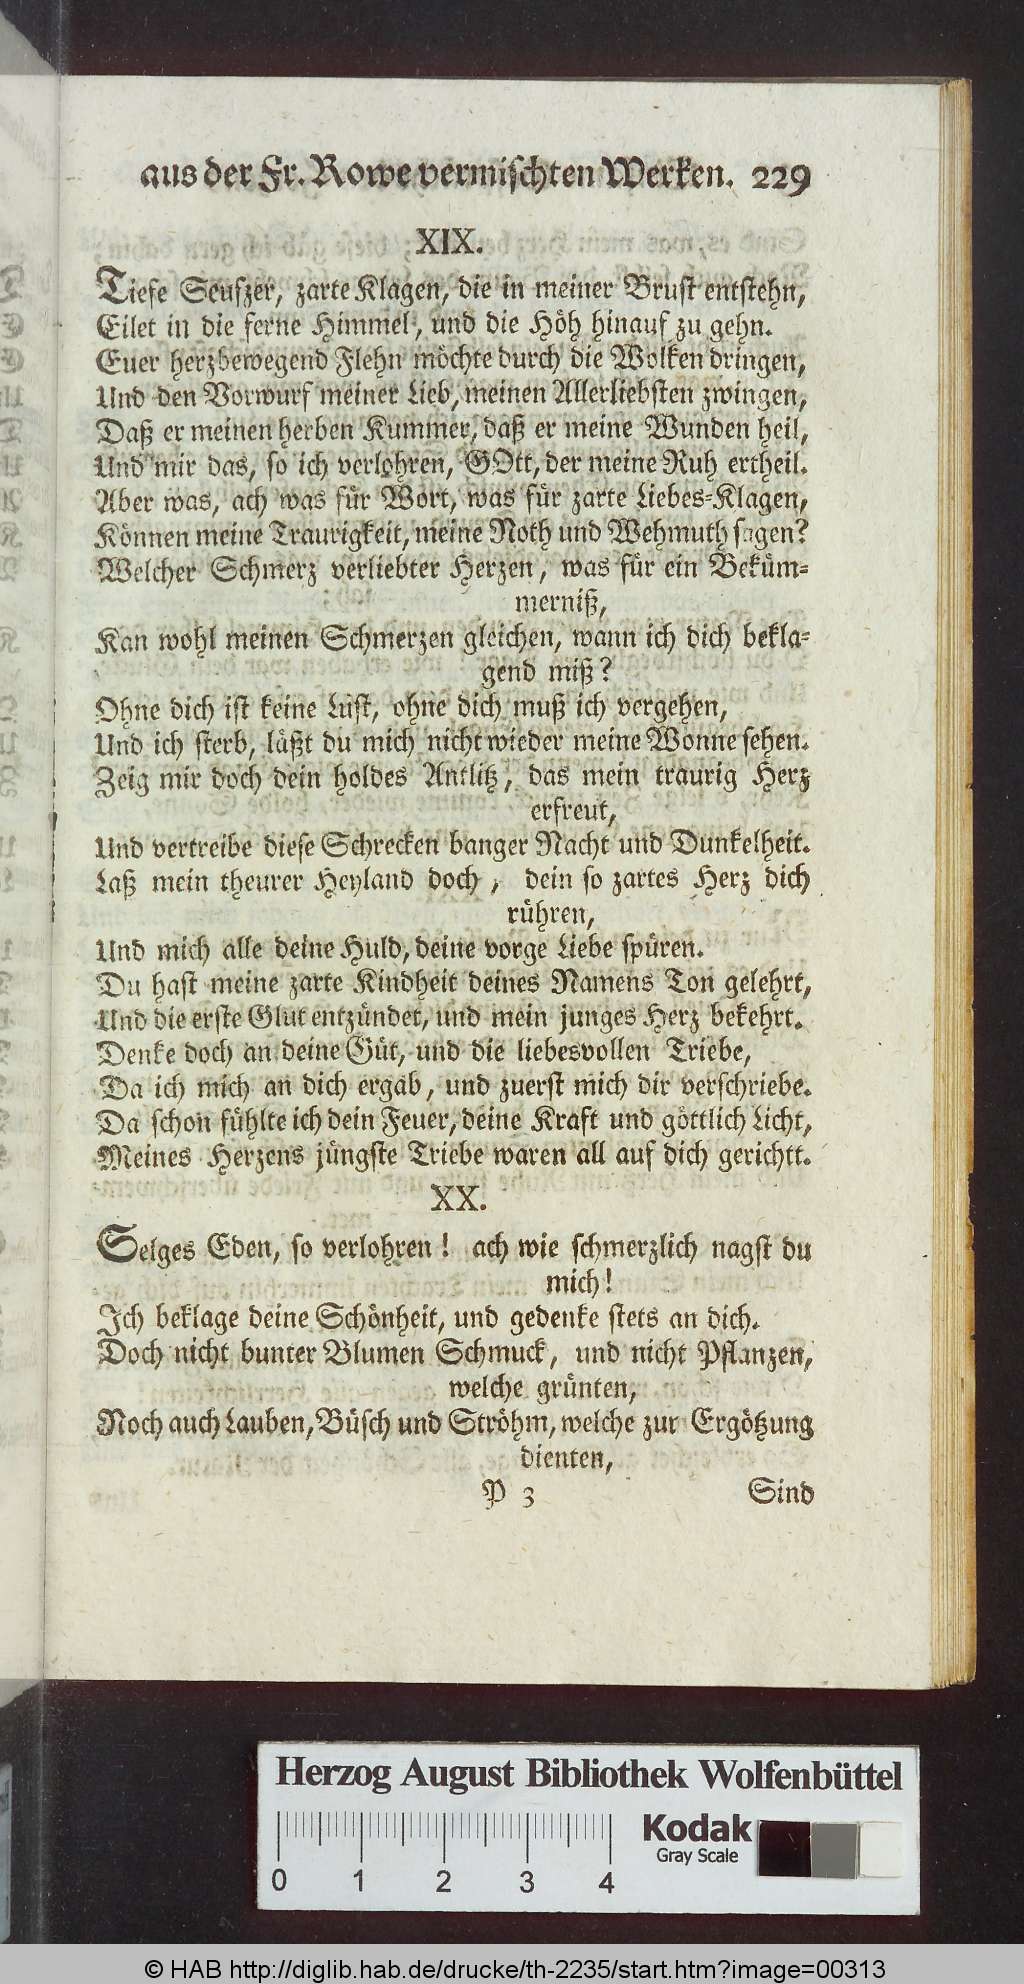 aus der Fr. Rowe vermischten Werken. 229
XIX.
Tiefe Seufzer, zarte Klagen, die in meiner Brust entstehn,
Eilet in die ferne Himmel, und die Höh hinauf zu gehn.
Euer herzbewegend Flehn möchte durch die Wolken dringen,
Und den Vorwurf meiner Lieb, meinen Allerliebsten zwingen,
Daß er meinen herben Kummer, daß er meine Wunden heil,
Und mir das, so ich verlohren, GOtt, der meine Ruh ertheil.
Aber was, ach was für Wort, was für zarte Liebes-Klagen,
Können meine Traurigkeit, meine Noth und Wehmuth sagen?
Welcher Schmerz verliebter Herzen, was für ein Beküm-
merniß,
Kan wohl meinen Schmerzen gleichen, wann ich dich bekla-
gend miß?
Ohne dich ist keine Lust, ohne dich muß ich vergehen,
Und ich sterb, läßt du mich nicht wieder meine Wonne sehen.
Zeig mir doch dein holdes Antlitz, das mein traurig Herz
erfreut,
Und vertreibe diese Schrecken banger Nacht und Dunkelheit.
Laß mein theurer Heyland doch, dein so zartes Herz dich
rühren,
Und mich alle deine Huld, deine vorge Liebe spüren.
Du hast meine zarte Kindheit deines Namens Ton gelehrt,
Und die erste Glut entzündet, und mein junges Herz bekehrt.
Denke doch an deine Güt, und die liebesvollen Triebe,
Da ich mich an dich ergab, und zuerst mich dir verschriebe.
Da schon fühlte ich dein Feuer, deine Kraft und göttlich Licht,
Meines Herzens jüngste Triebe waren all auf dich gerichtt.
XX.
Selges Eden, so verlohren! ach wie schmerzlich nagst du
mich!
Ich beklage deine Schönheit, und gedenke stets an dich.
Doch nicht bunter Blumen Schmuck, und nicht Pflanzen,
welche grünten,
Noch auch Lauben, Büsch und Ströhm, welche zur Ergötzung
dienten,
P 3 Sind
Herzog August Bibliothek Wolfenbüttel
Kodak
Gray Scale
0 1 2 3 4
© HAB http://diglib.hab.de/drucke/th-2235/start.htm?image=00313